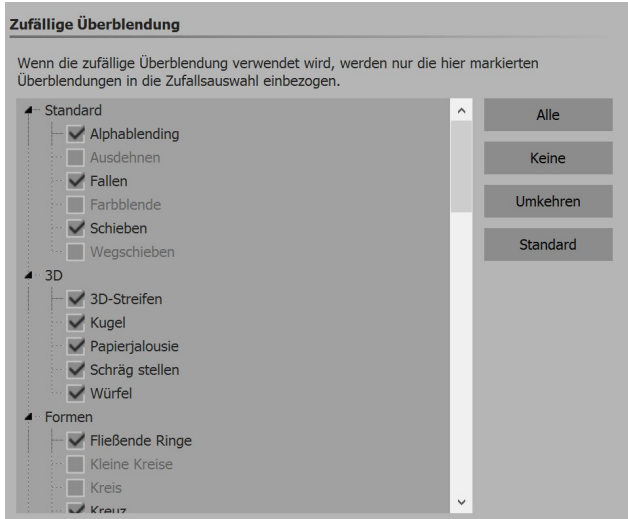 Zufällige Überblendung
Wenn die zufällige Überblendung verwendet wird, werden nur die hier markierten
Überblendungen in die Zufallsauswahl einbezogen.
Standard
Alphablending
Ausdehnen
Fallen
Farbblende
Schieben
Wegschieben
3D
3D-Streifen
Kugel
Papierjalousie
Schräg stellen
Würfel
Formen
Fließende Ringe
Kleine Kreise
Kreis
Kreuz
Alle
Keine
Umkehren
Standard